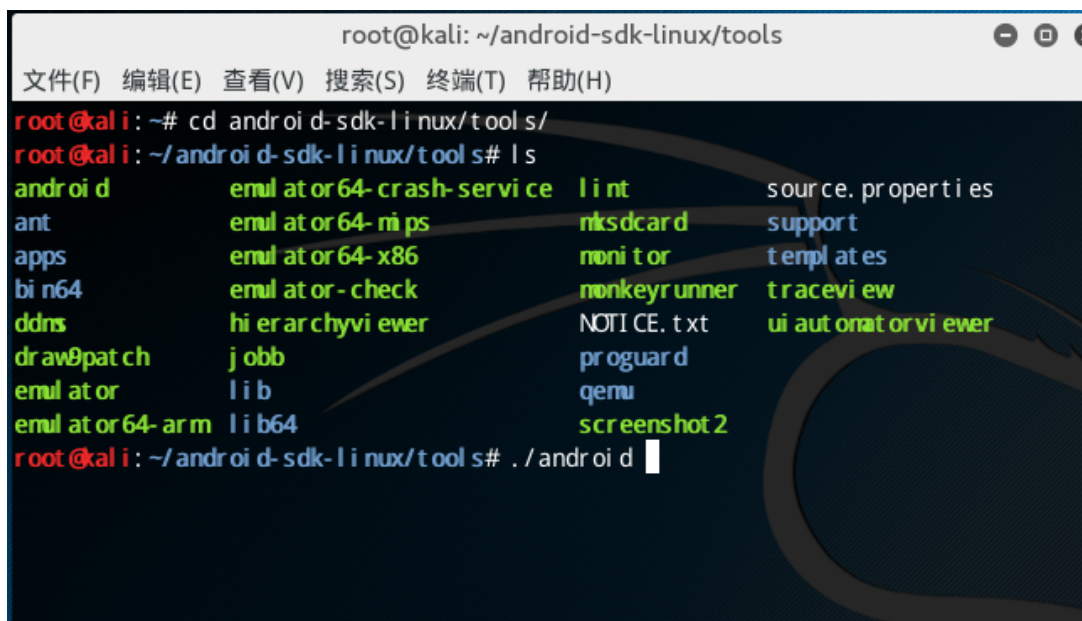 root@kali: ~/android-sdk-linux/tools
文件(F) 编辑(E) 查看(V) 搜索(S) 终端(T) 帮助(H)
root@kali:~# cd android-sdk-linux/tools/
root@kali:~/android-sdk-linux/tools# ls
android emulator64-crash-service lint source.properties
ant emulator64-mips mksdcard support
apps emulator64-x86 monitor templates
bin64 emulator-check monkeyrunner traceview
ddms hierarchyviewer NOTICE.txt uiautomatorviewer
draw9patch jobb proguard
emulator lib qemu
emulator64-arm lib64 screenshot2
root@kali:~/android-sdk-linux/tools# ./android